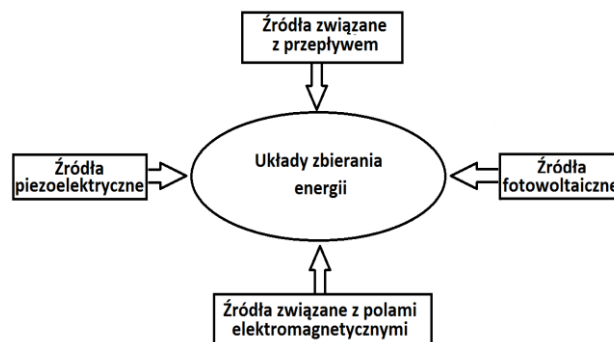 Źródła związane
z przepływem
Źródła
piezoelektryczne
Układy zbierania
energii
Źródła
fotowoltaiczne
Źródła związane z polami
elektromagnetycznymi